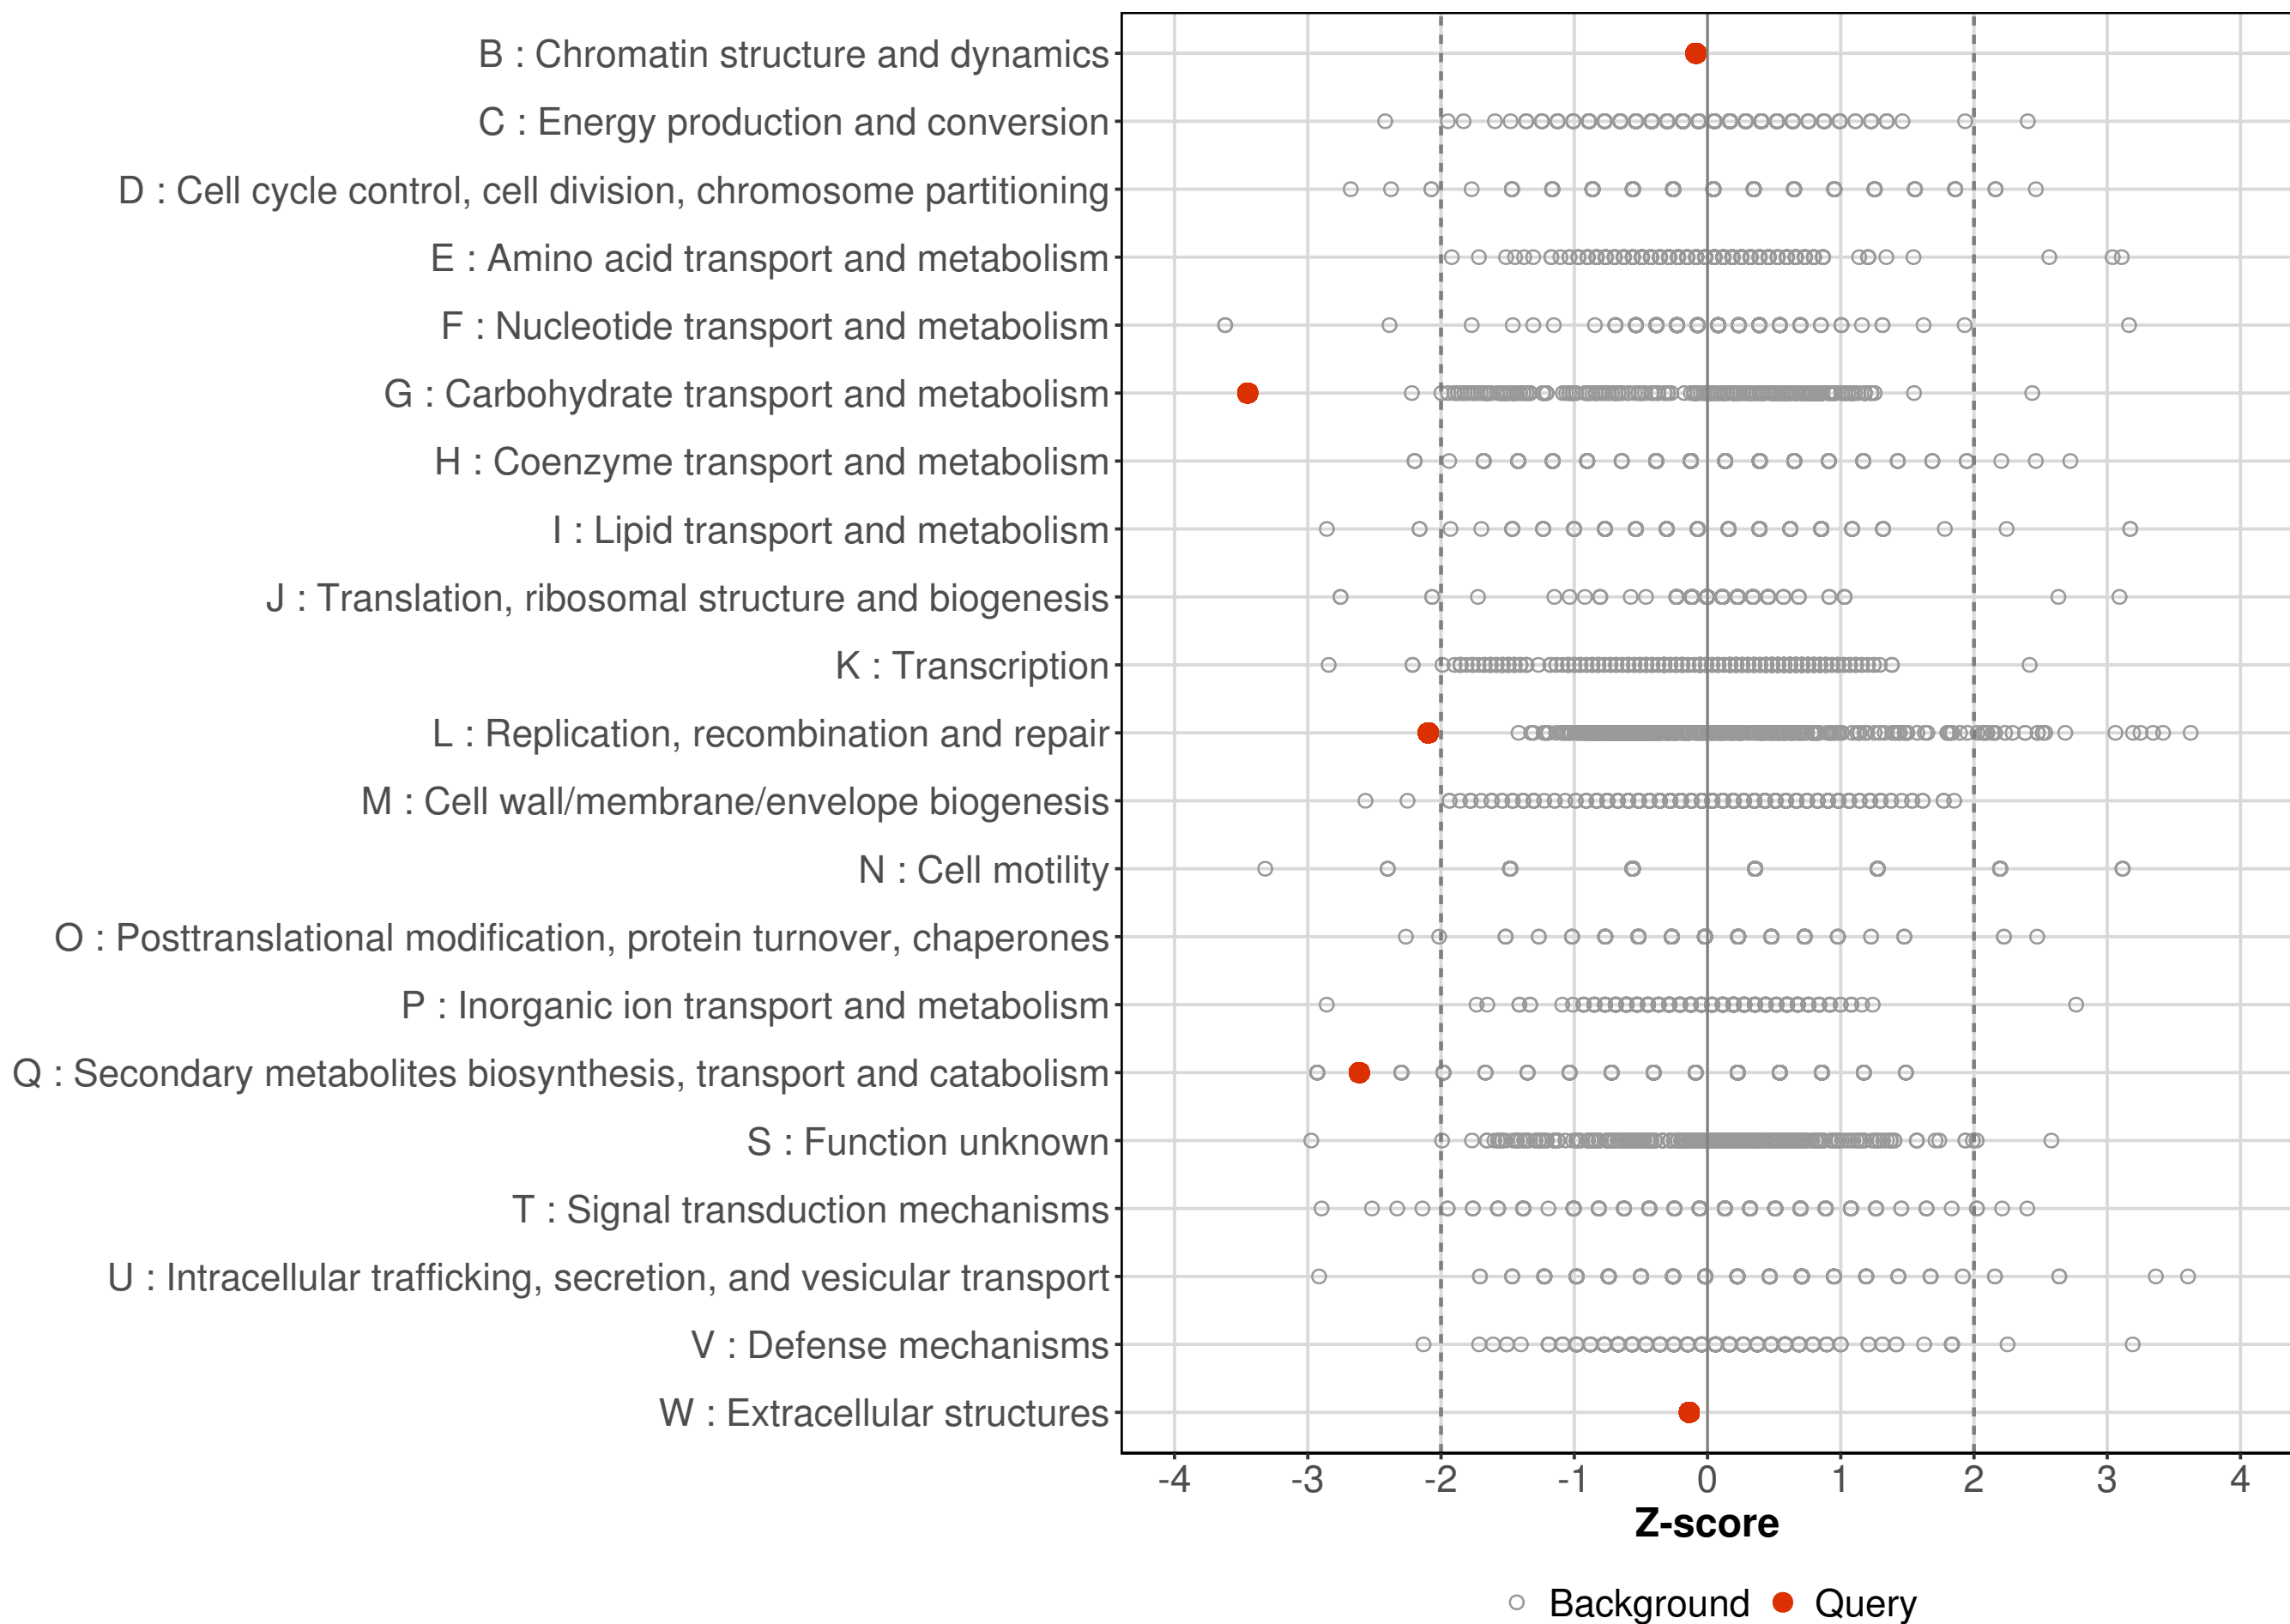 B : Chromatin structure and dynamics
C : Energy production and conversion
D : Cell cycle control, cell division, chromosome partitioning
E : Amino acid transport and metabolism
F : Nucleotide transport and metabolism
G : Carbohydrate transport and metabolism
H : Coenzyme transport and metabolism
I : Lipid transport and metabolism
J : Translation, ribosomal structure and biogenesis
K : Transcription
L : Replication, recombination and repair
M : Cell wall/membrane/envelope biogenesis
N : Cell motility
O : Posttranslational modification, protein turnover, chaperones
P : Inorganic ion transport and metabolism
Q : Secondary metabolites biosynthesis, transport and catabolism
S : Function unknown
T : Signal transduction mechanisms
U : Intracellular trafficking, secretion, and vesicular transport
V : Defense mechanisms
W : Extracellular structures
-4 -3 -2 -1 0 1 2 3 4
Z-score
Background Query